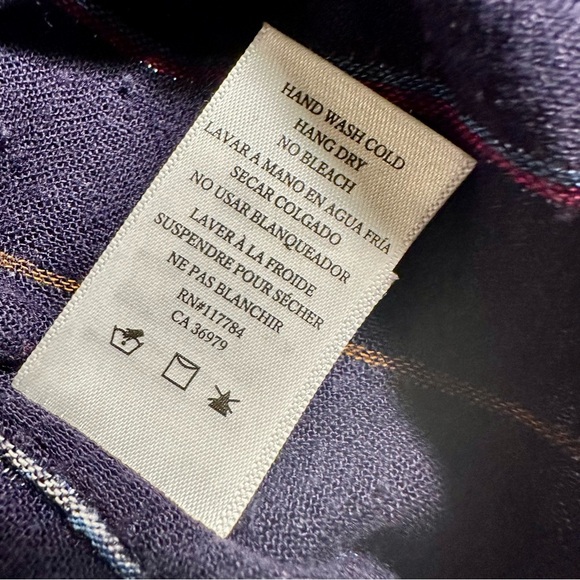 HAND WASH COLD
HANG DRY
NO BLEACH
LAVAR A MANO EN AGUA FRÍA
SECAR COLGADO
NO USAR BLANQUEADOR
LAVER À LA FROIDE
SUSPENDRE POUR SÉCHER
NE PAS BLANCHIR
RN#117784
CA 36979